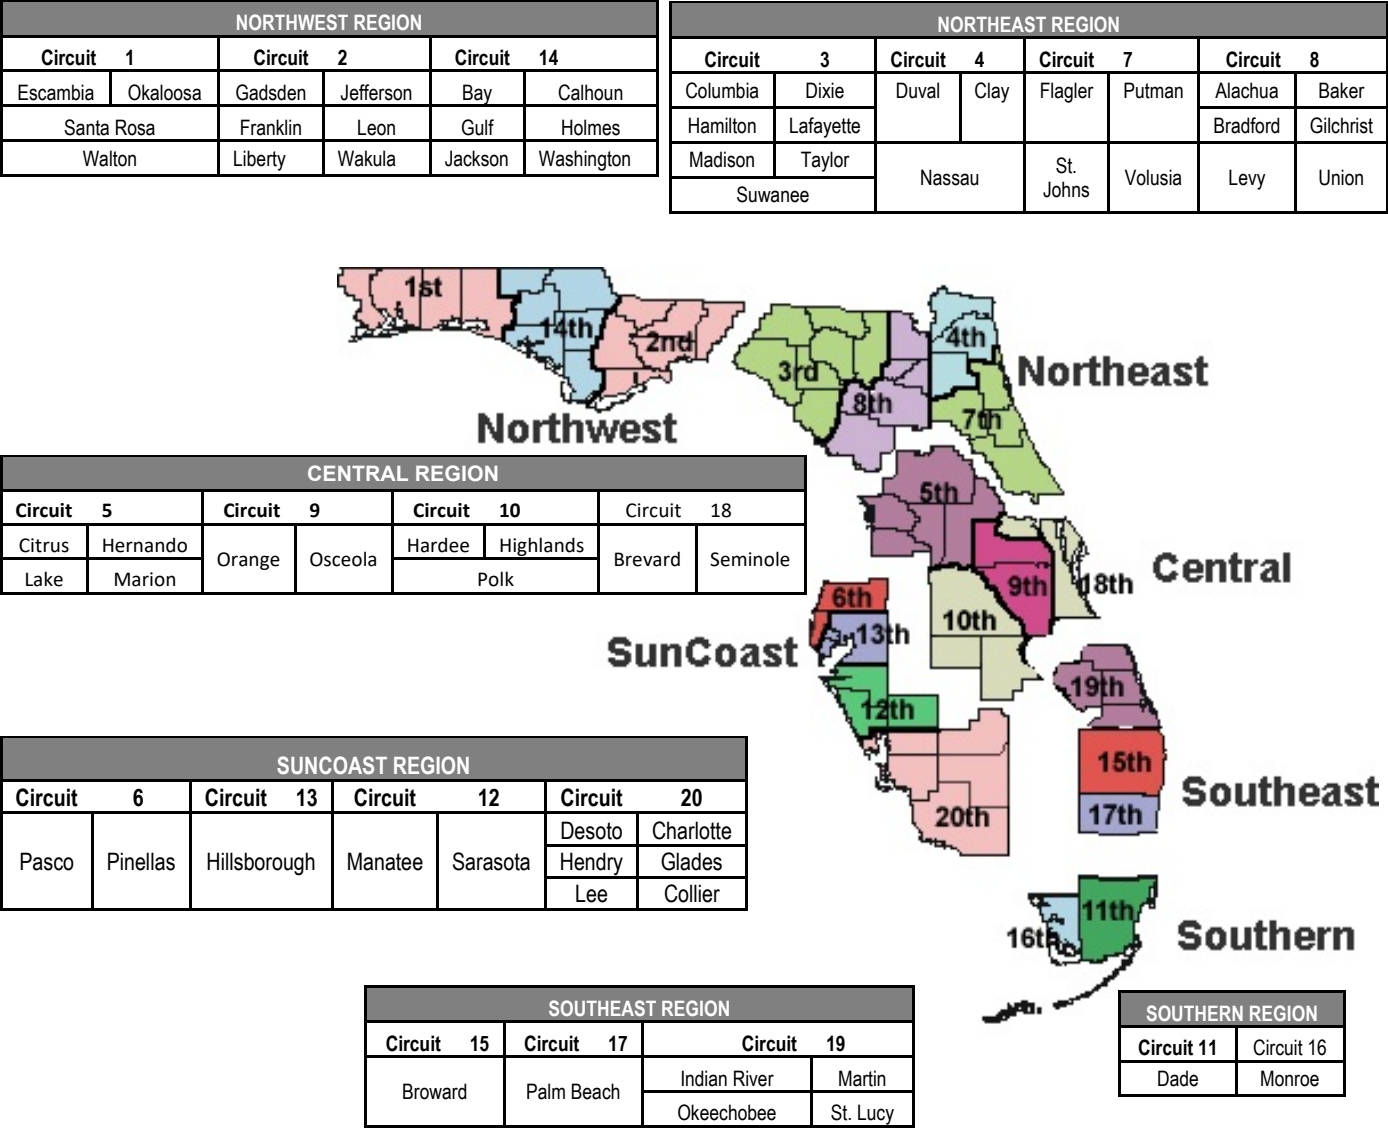 NORTHWEST REGION
Circuit 1 Circuit 2 Circuit 14
Escambia Okaloosa Gadsden Jefferson Bay Calhoun
Santa Rosa Franklin Leon Gulf Holmes
Walton Liberty Wakula Jackson Washington
NORTHEAST REGION
Circuit 3 Circuit 4 Circuit 7 Circuit 8
Columbia Dixie Duval Clay Flagler Putman Alachua Baker
Hamilton Lafayette Bradford Gilchrist
Madison Taylor Nassau St. Johns Volusia Levy Union
Suwanee
1st
14th
2nd
Northwest
3rd
8th
4th
7th
Northeast
CENTRAL REGION
Circuit 5 Circuit 9 Circuit 10 Circuit 18
Citrus Hernando Orange Osceola Hardee Highlands Brevard Seminole
Lake Marion Polk
5th
9th
18th
10th
Central
6th
13th
12th
20th
SunCoast
19th
15th
17th
Southeast
SUNCOAST REGION
Circuit 6 Circuit 13 Circuit 12 Circuit 20
Pasco Pinellas Hillsborough Manatee Sarasota Desoto Charlotte
Hendry Glades
Lee Collier
11th
16th
Southern
SOUTHEAST REGION
Circuit 15 Circuit 17 Circuit 19
Broward Palm Beach Indian River Martin
Okeechobee St. Lucy
SOUTHERN REGION
Circuit 11 Circuit 16
Dade Monroe